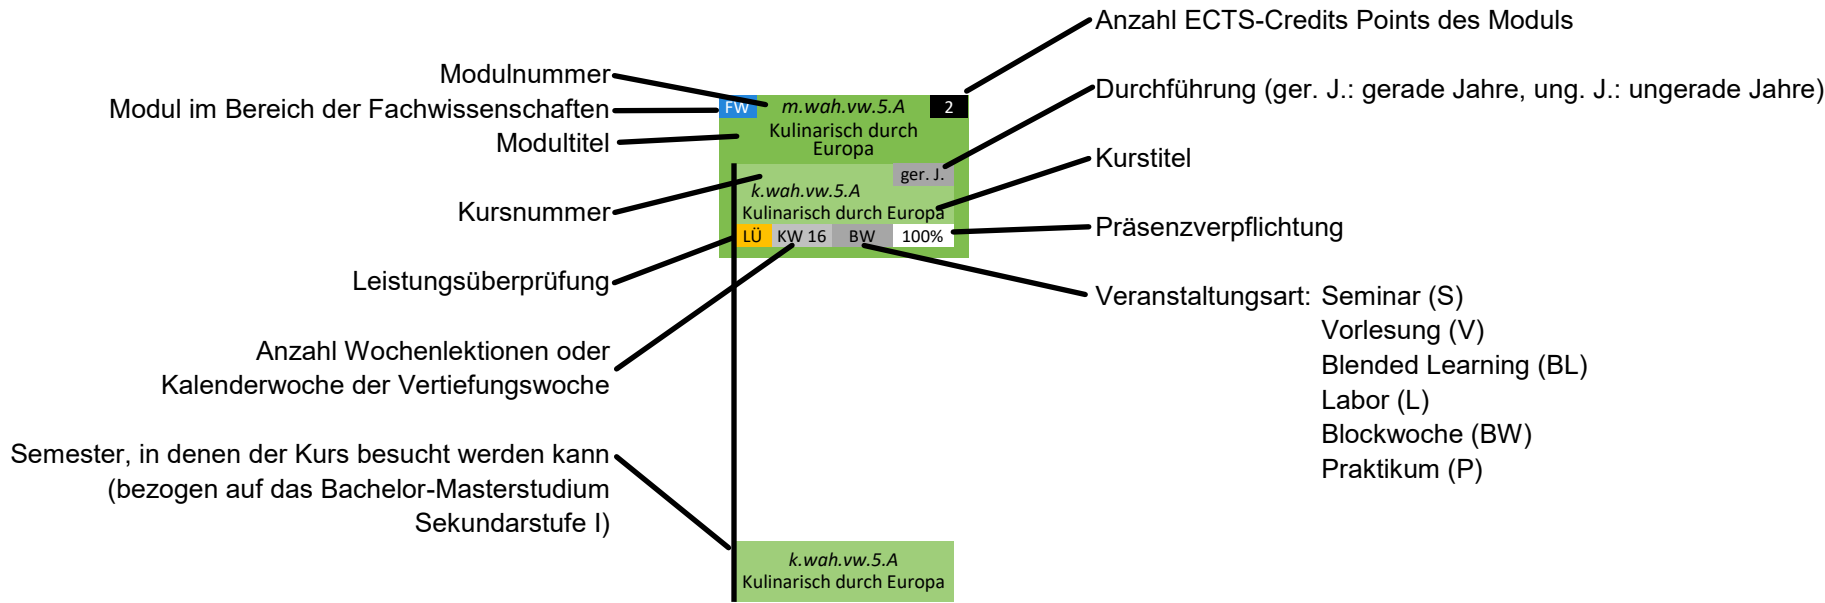 Anzahl ECTS-Credits Points des Moduls
Modulnummer
Modul im Bereich der Fachwissenschaften
Modultitel
Kursnummer
Leistungsüberprüfung
Anzahl Wochenlektionen oder
Kalenderwoche der Vertiefungswoche
Semester, in denen der Kurs besucht werden kann
(bezogen auf das Bachelor-Masterstudium
Sekundarstufe I)
FW m.wah.vw.5.A 2
Kulinarisch durch
Europa
ger. J.
k.wah.vw.5.A
Kulinarisch durch Europa
LÜ KW 16 BW 100%
k.wah.vw.5.A
Kulinarisch durch Europa
Durchführung (ger. J.: gerade Jahre, ung. J.: ungerade Jahre)
Kurstitel
Präsenzverpflichtung
Veranstaltungsart: Seminar (S)
Vorlesung (V)
Blended Learning (BL)
Labor (L)
Blockwoche (BW)
Praktikum (P)